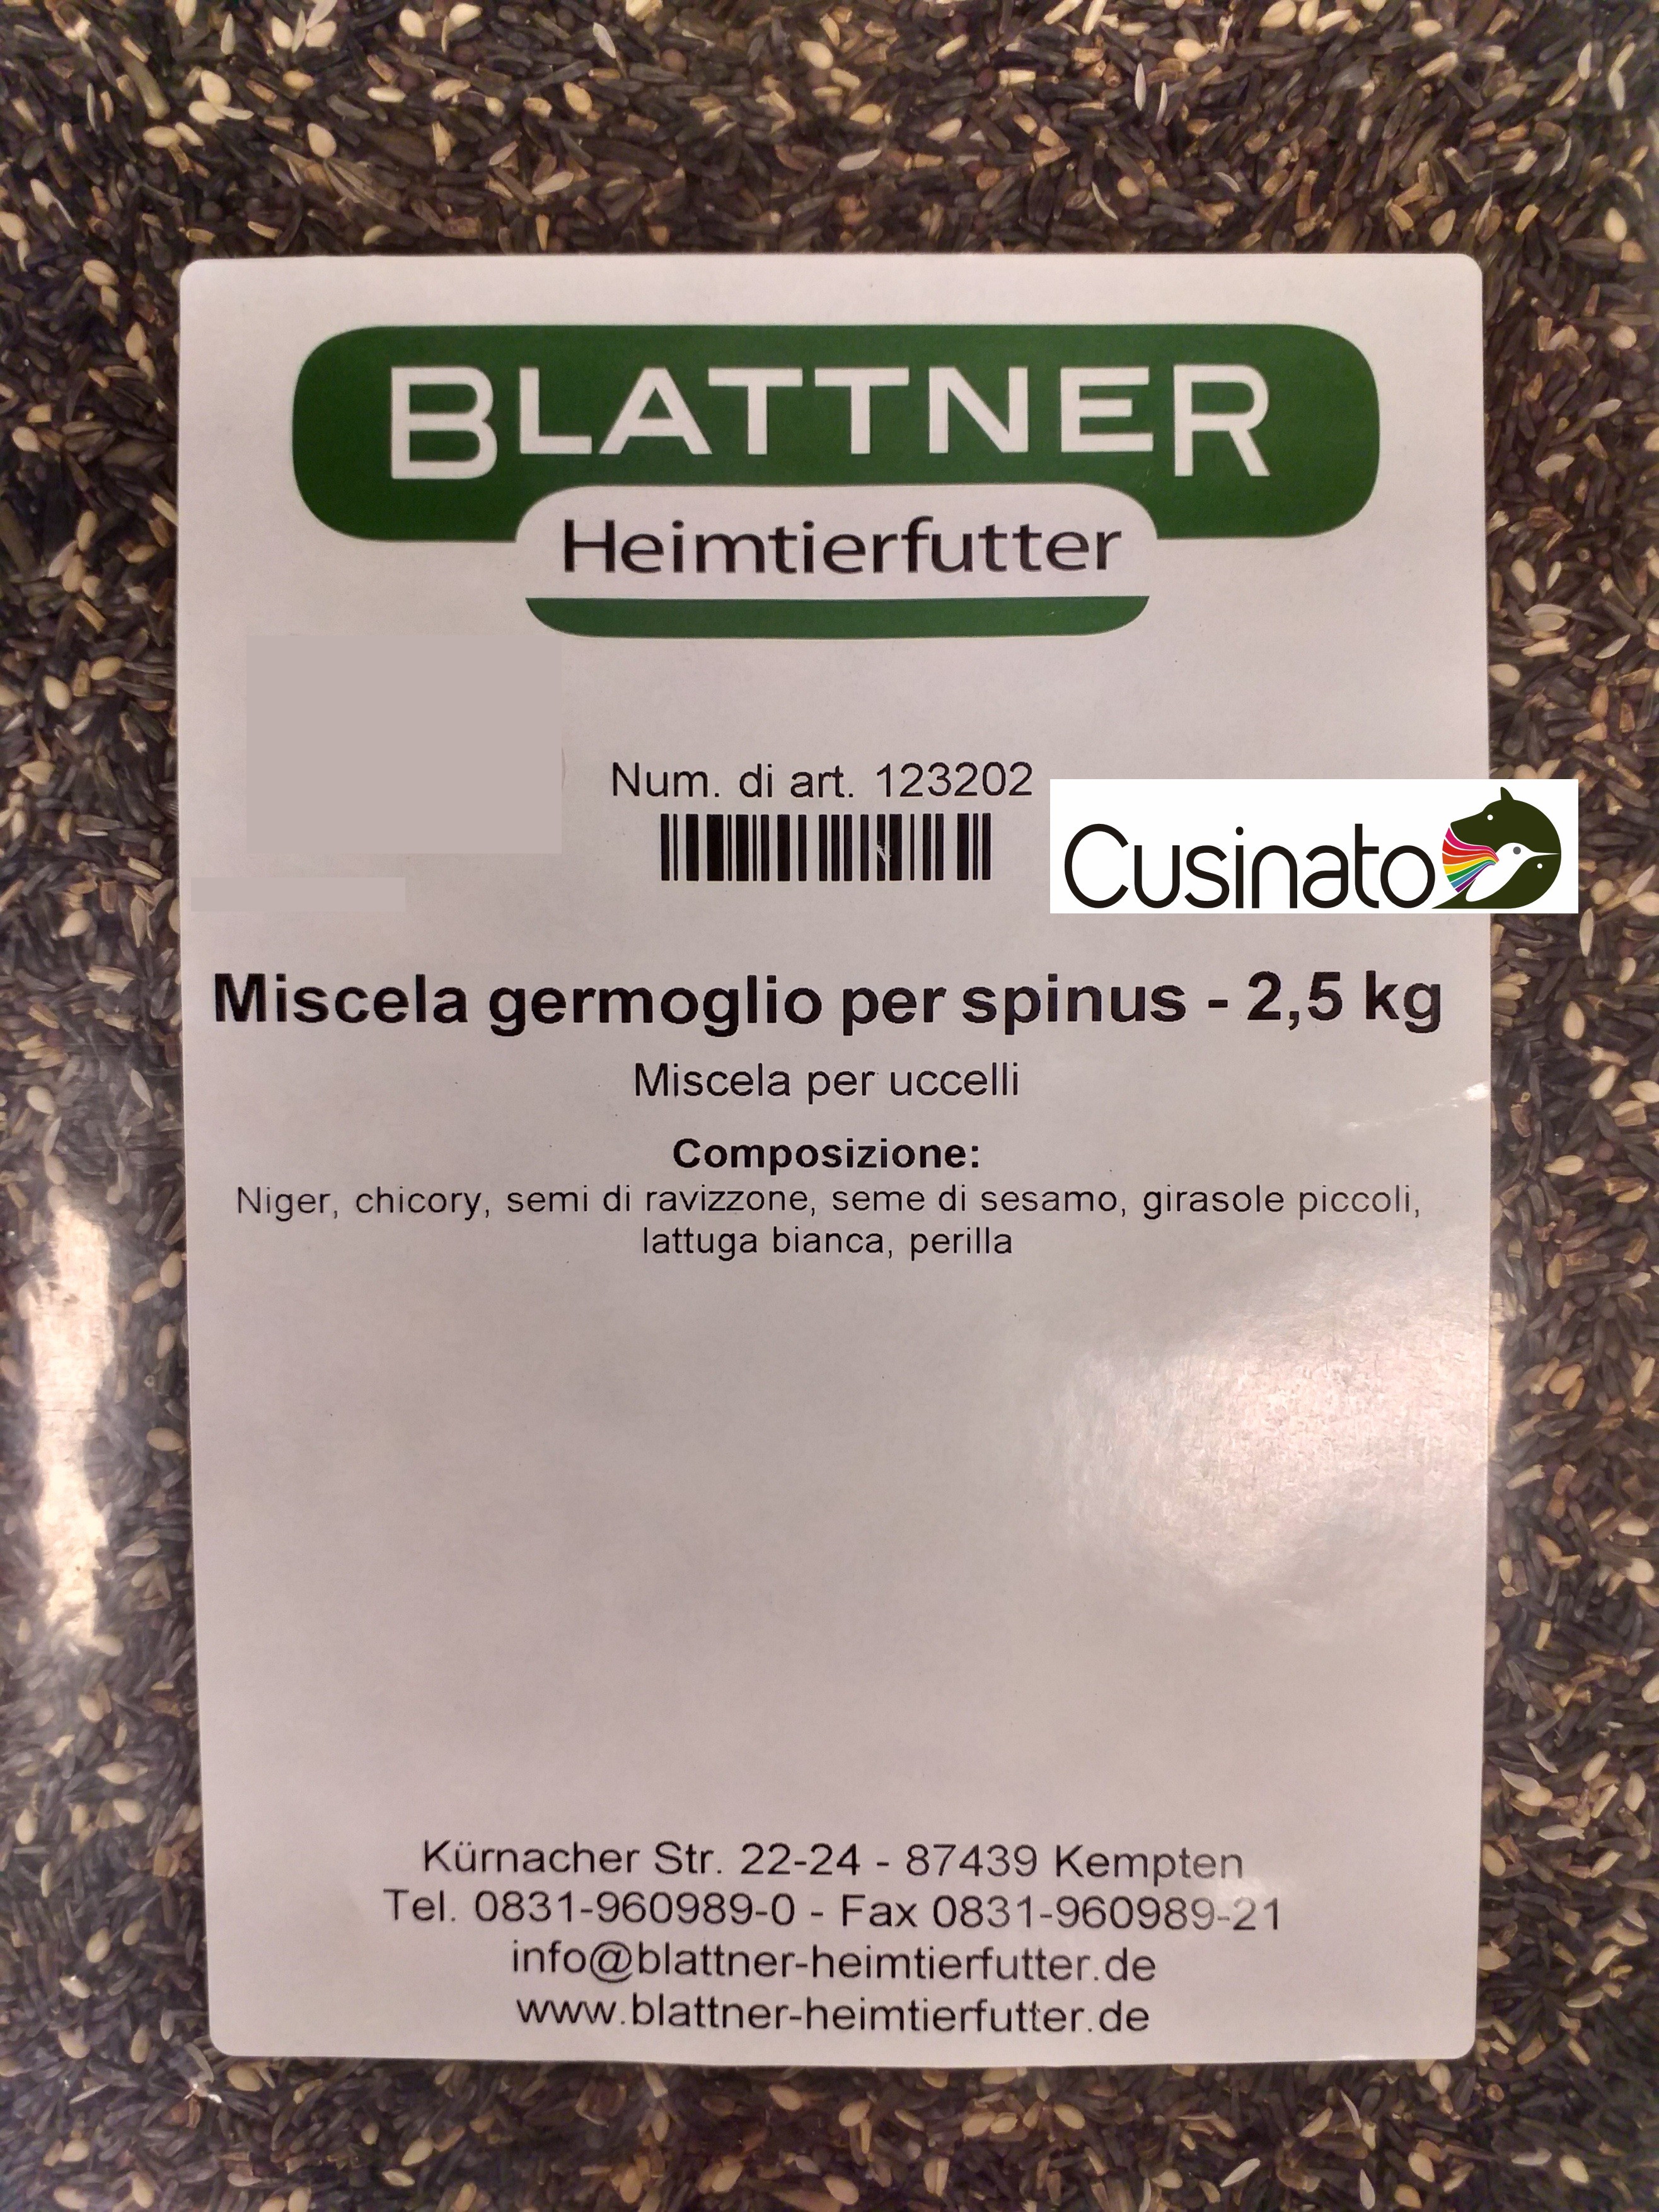 BLATTNER
Heimtierfutter
Num. di art. 123202
Cusinato
Miscela germoglio per spinus - 2,5 kg
Miscela per uccelli
Composizione:
Niger, chicory, semi di ravizzone, seme di sesamo, girasole piccoli,
lattuga bianca, perilla
Kürnacher Str. 22-24 - 87439 Kempten
Tel. 0831-960989-0 - Fax 0831-960989-21
info@blattner-heimtierfutter.de
www.blattner-heimtierfutter.de